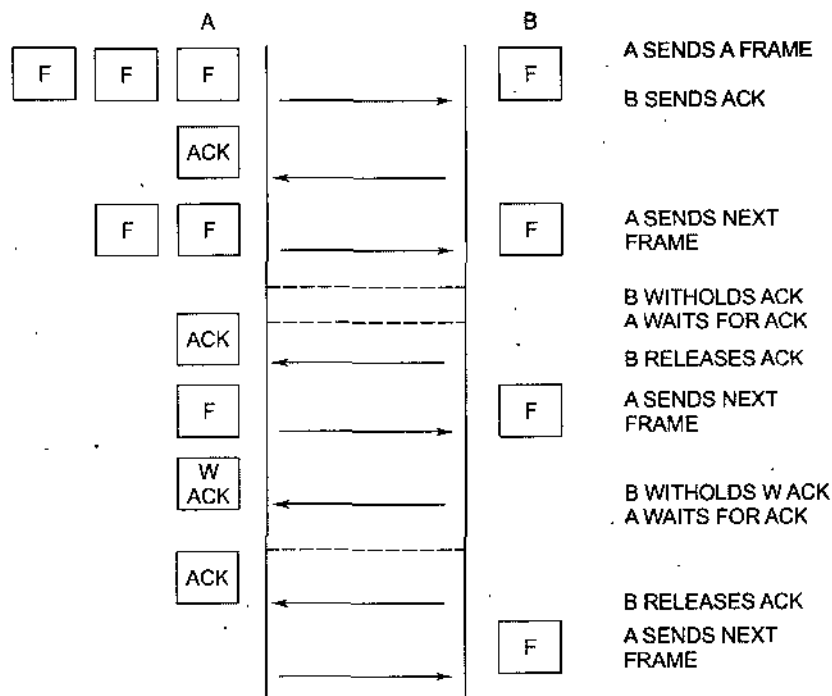 A B
F F F F A SENDS A FRAME
B SENDS ACK
ACK
F F F A SENDS NEXT
FRAME
B WITHOLDS ACK
A WAITS FOR ACK
ACK
B RELEASES ACK
F F A SENDS NEXT
FRAME
W
ACK
B WITHOLDS W ACK
A WAITS FOR ACK
ACK
B RELEASES ACK
F A SENDS NEXT
FRAME